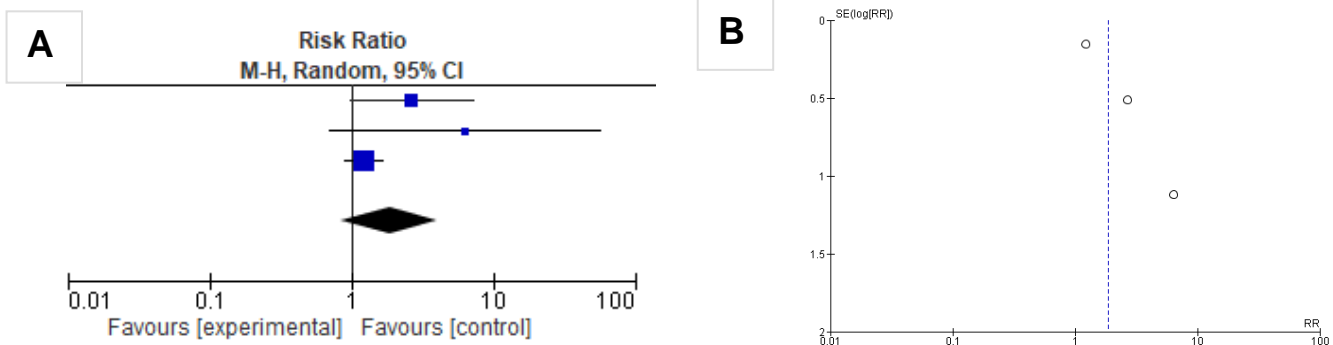 A
Risk Ratio
M-H, Random, 95% CI
0.01 0.1 1 10 100
Favours [experimental] Favours [control]
B
SE(log[RR])
0
0.5
1
1.5
2
RR
0.01 0.1 1 10 100